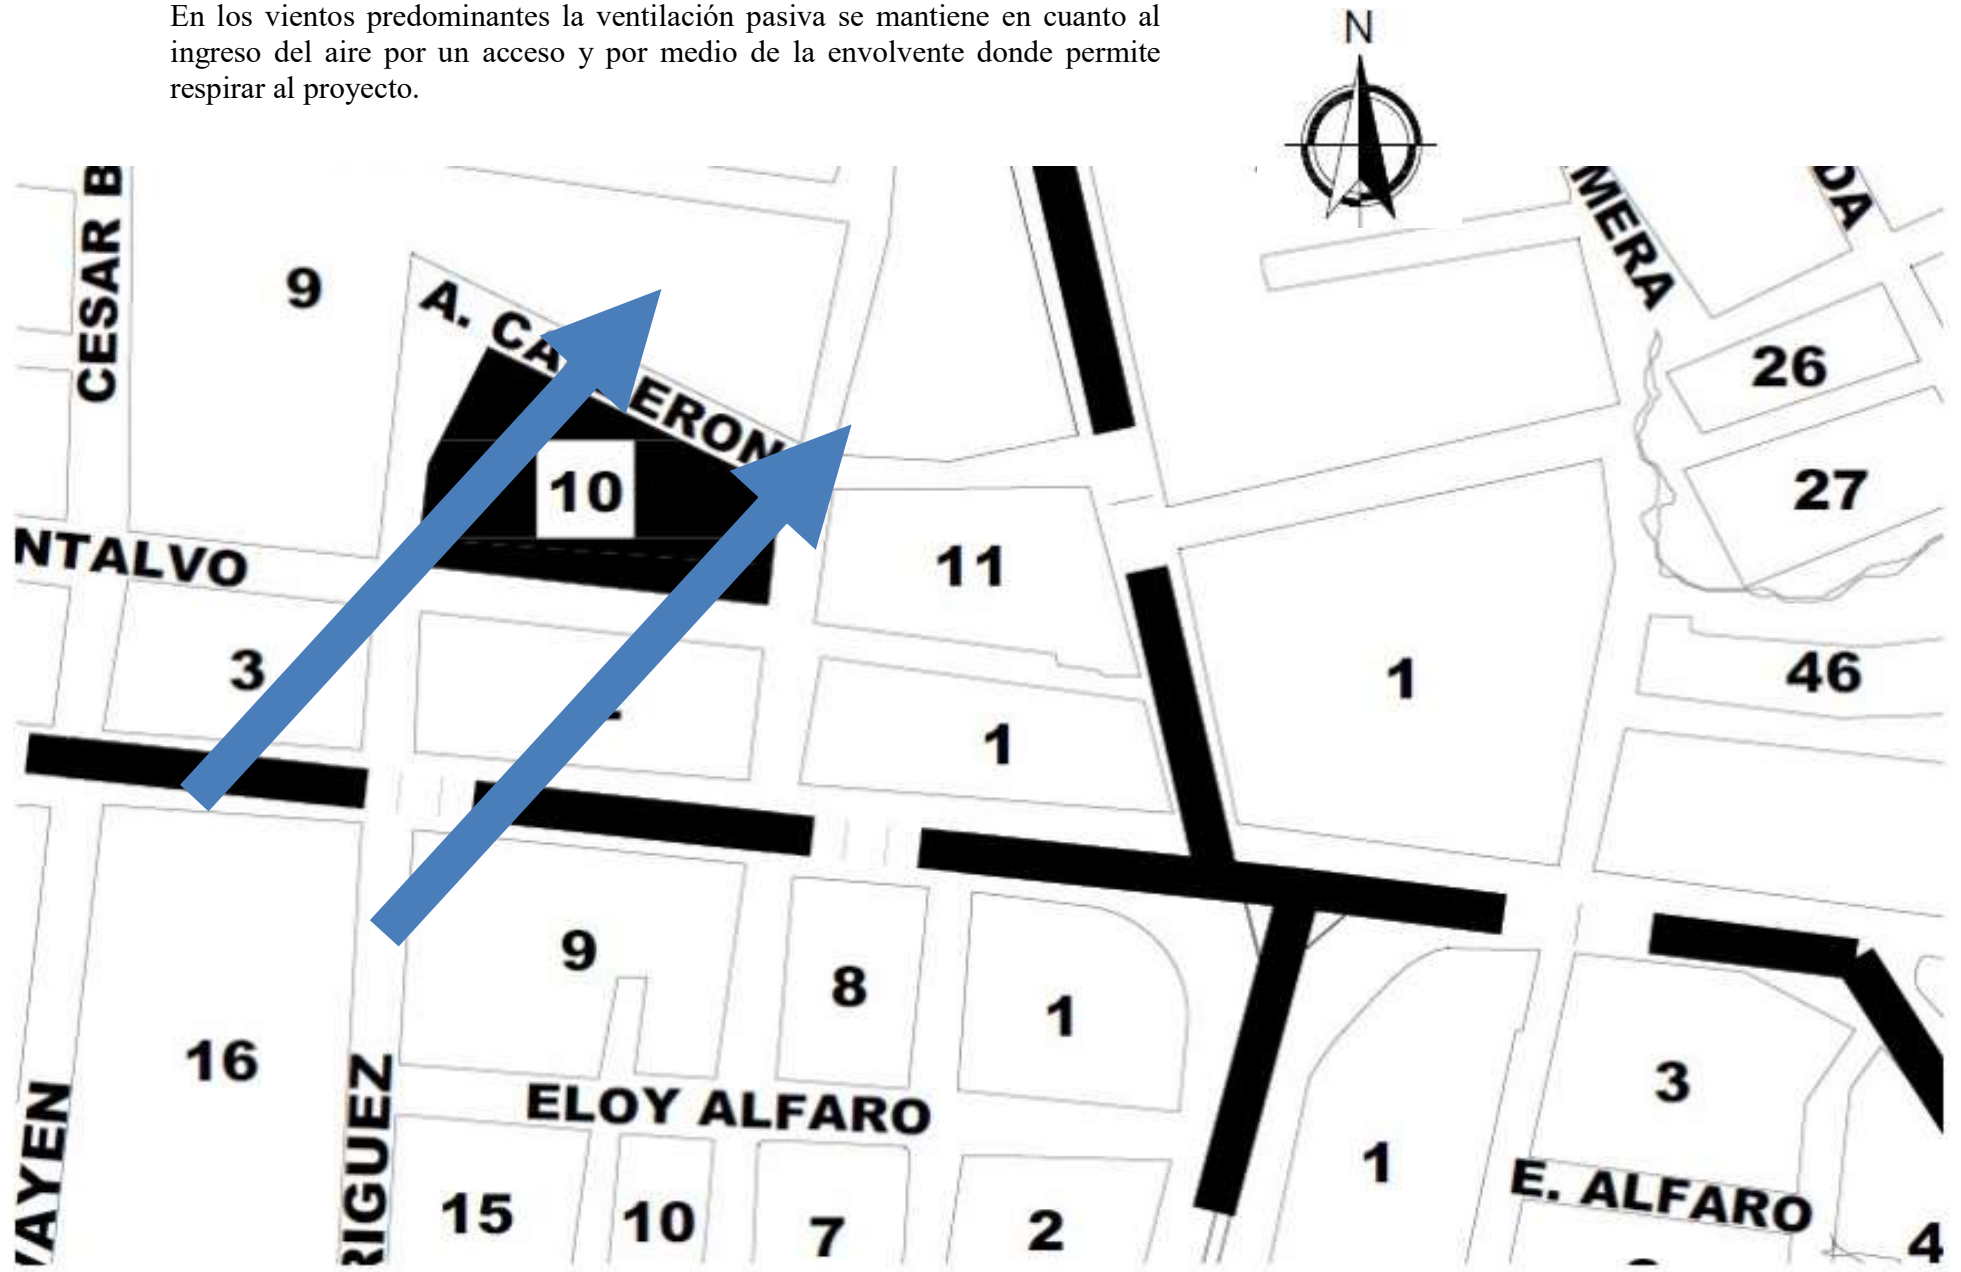 En los vientos predominantes la ventilación pasiva se mantiene en cuanto al
ingreso del aire por un acceso y por medio de la envolvente donde permite
respirar al proyecto.
N
CESAR B
MERA
DA
9
A. CA
ERON
26
10
27
NTALVO
11
3
1
46
1
9
8
1
16
3
ELOY ALFARO
YAYEN
RIGUEZ
1
E. ALFARO
15
10
7
2
4